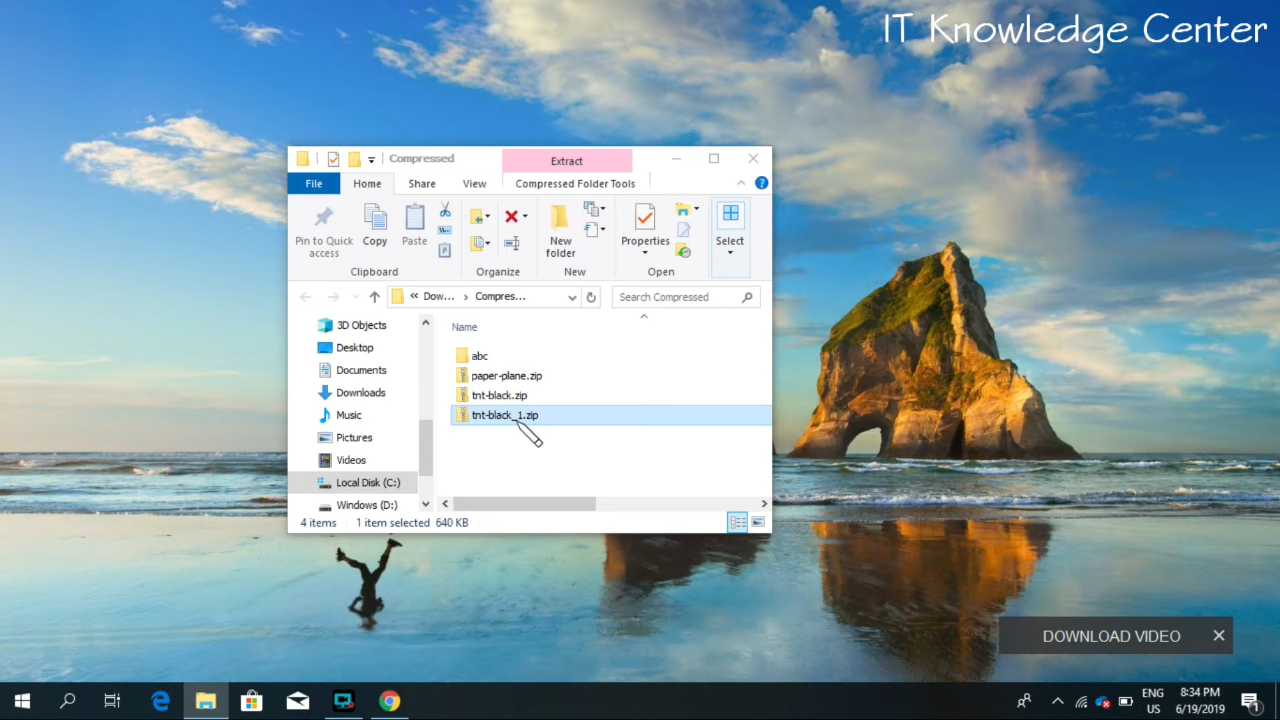 IT Knowledge Center
Compressed
Extract
File
Home
Share
View
Compressed Folder Tools
Pin to Quick access
Copy
Paste
New folder
Properties
Select
Clipboard
Organize
New
Open
« Dow... › Compres...
Search Compressed
3D Objects
Desktop
Documents
Downloads
Music
Pictures
Videos
Local Disk (C:)
Windows (D:)
Name
abc
paper-plane.zip
tnt-black.zip
tnt-black_1.zip
4 items 1 item selected 640 KB
DOWNLOAD VIDEO
ENG
US
8:34 PM
6/19/2019
1